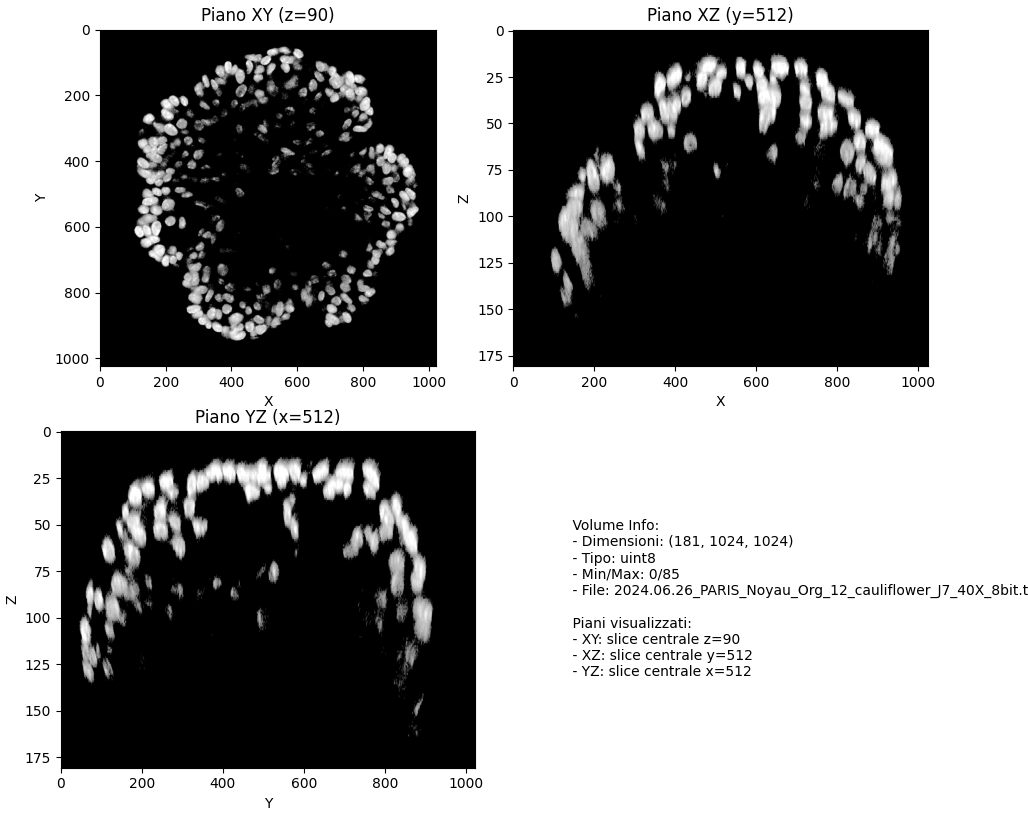 Piano XY (z=90)
0
200
400
600
800
1000
Y
0 200 400 600 800 1000
X
Piano XZ (y=512)
0
25
50
75
100
125
150
175
Z
0 200 400 600 800 1000
X
Piano YZ (x=512)
0
25
50
75
100
125
150
175
Z
0 200 400 600 800 1000
Y
Volume Info:
- Dimensioni: (181, 1024, 1024)
- Tipo: uint8
- Min/Max: 0/85
- File: 2024.06.26_PARIS_Noyau_Org_12_cauliflower_J7_40X_8bit.t
Piani visualizzati:
- XY: slice centrale z=90
- XZ: slice centrale y=512
- YZ: slice centrale x=512